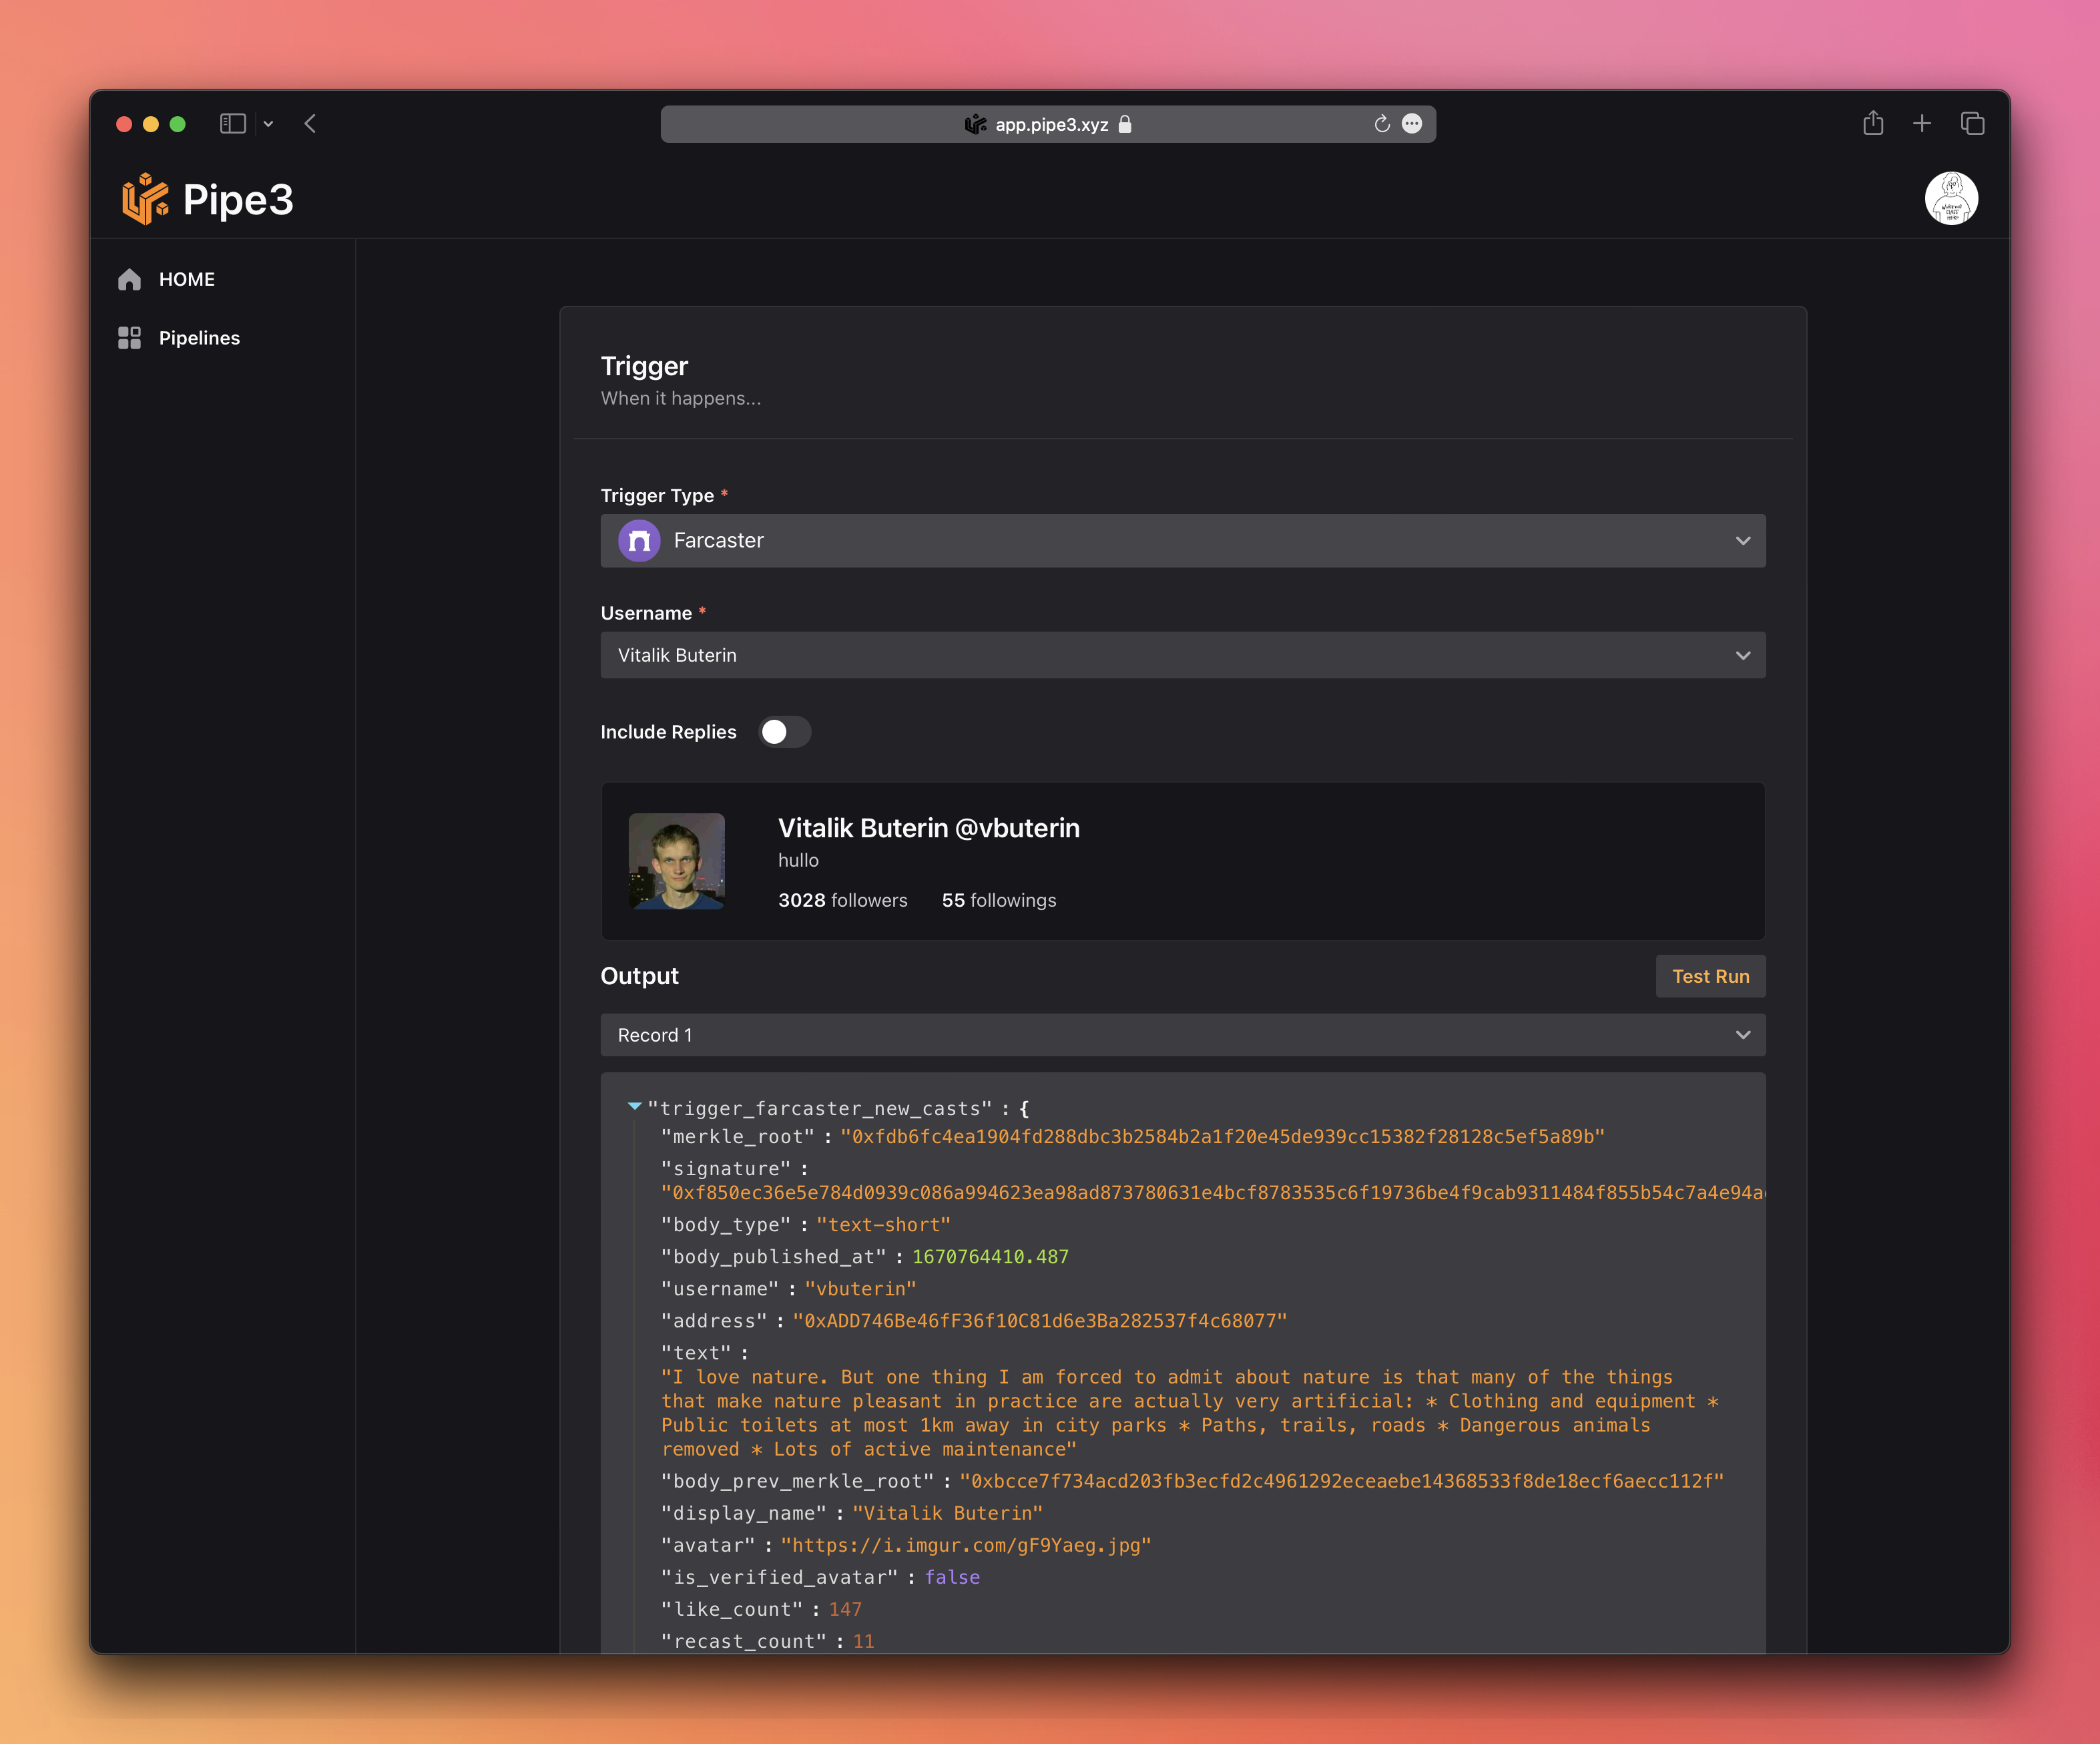 app.pipe3.xyz
Pipe3
HOME
Pipelines
Trigger
When it happens...
Trigger Type *
Farcaster
Username *
Vitalik Buterin
Include Replies
Vitalik Buterin @vbuterin
hullo
3028 followers 55 followings
Output
Test Run
Record 1
"trigger_farcaster_new_casts" : {
"merkle_root" : "0xfdb6fc4ea1904fd288dbc3b2584b2a1f20e45de939cc15382f28128c5ef5a89b"
"signature" :
"0xf850ec36e5e784d0939c086a994623ea98ad873780631e4bcf8783535c6f19736be4f9cab9311484f855b54c7a4e94a
"body_type" : "text-short"
"body_published_at" : 1670764410.487
"username" : "vbuterin"
"address" : "0xADD746Be46fF36f10C81d6e3Ba282537f4c68077"
"text" :
"I love nature. But one thing I am forced to admit about nature is that many of the things
that make nature pleasant in practice are actually very artificial: * Clothing and equipment *
Public toilets at most 1km away in city parks * Paths, trails, roads * Dangerous animals
removed * Lots of active maintenance"
"body_prev_merkle_root" : "0xbcce7f734acd203fb3ecfd2c4961292eceaebe14368533f8de18ecf6aecc112f"
"display_name" : "Vitalik Buterin"
"avatar" : "https://i.imgur.com/gF9Yaeg.jpg"
"is_verified_avatar" : false
"like_count" : 147
"recast_count" : 11